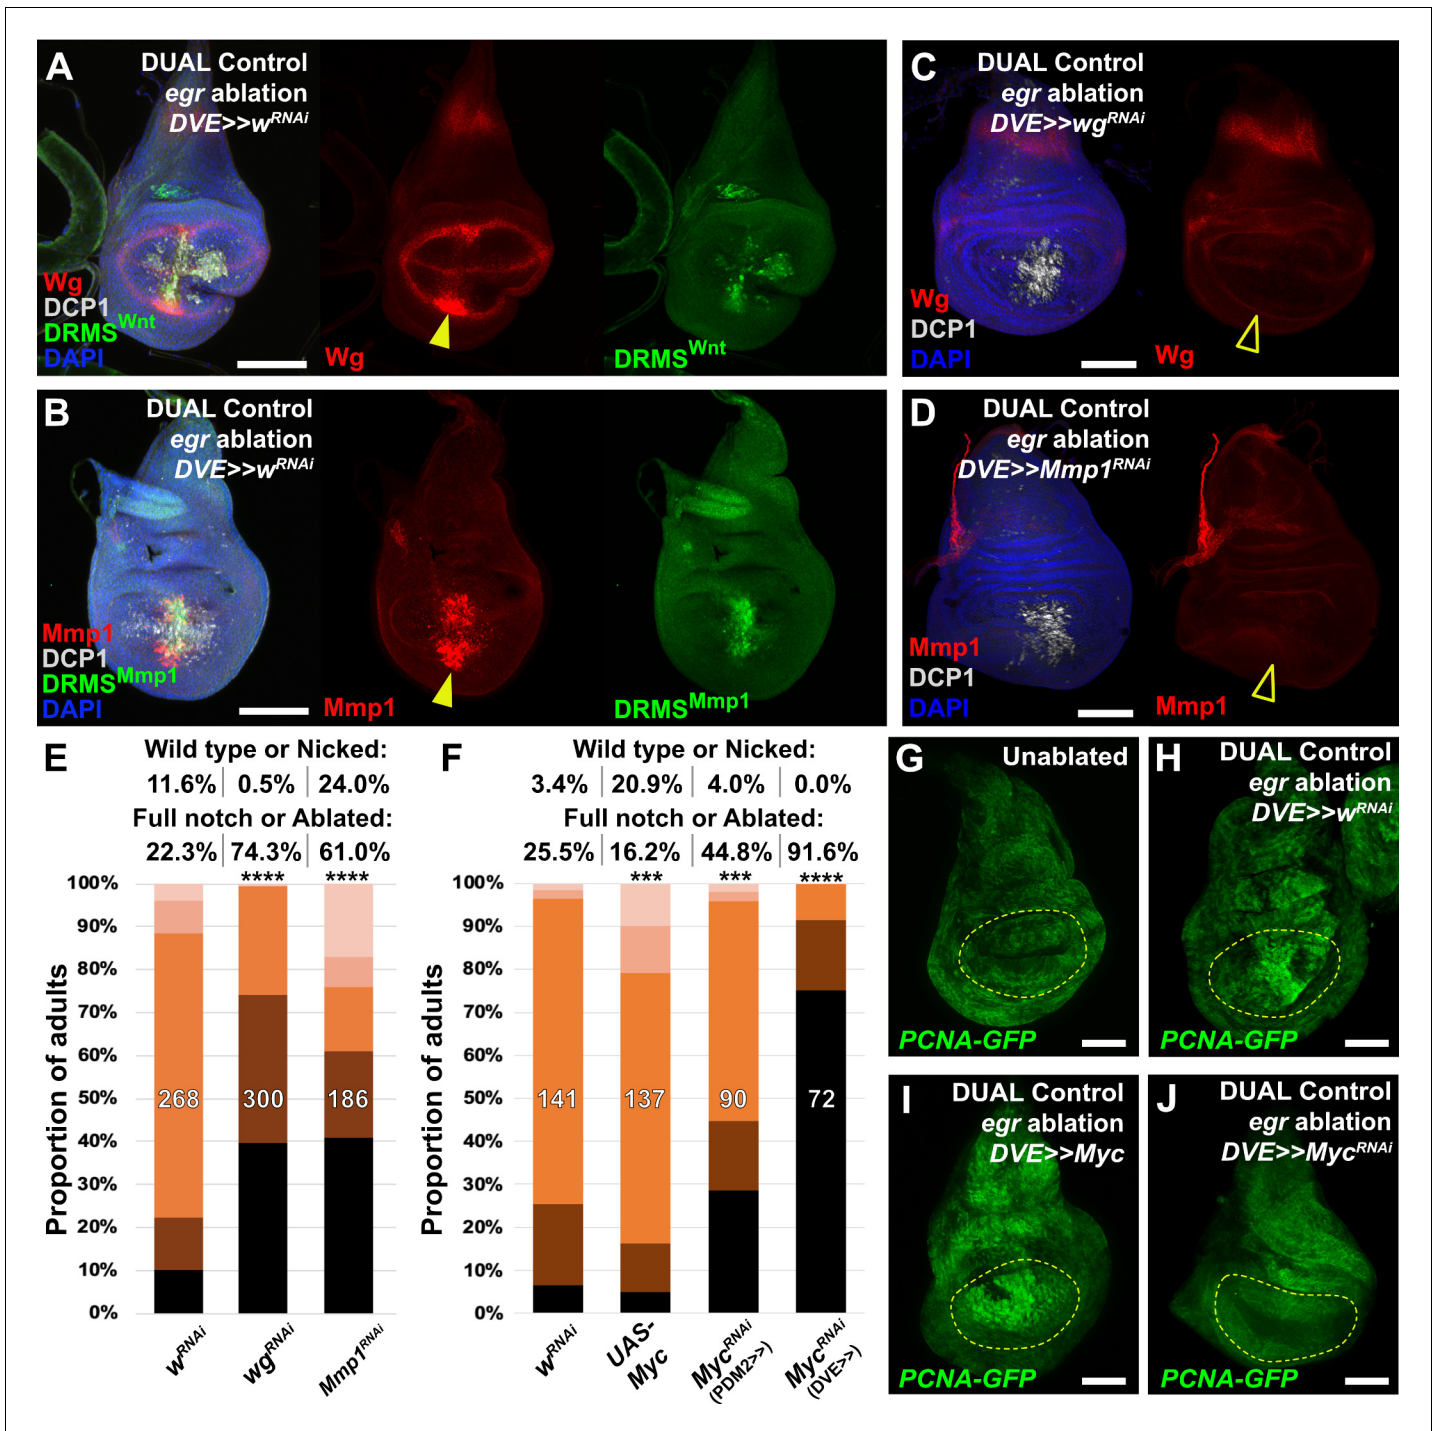 A
DUAL Control
egr ablation
DVE>>wRNAi
Wg
DCP1
DRMSWnt
DAPI
Wg
DRMSWnt
C
DUAL Control
egr ablation
DVE>>wgRNAi
Wg
DCP1
DAPI
Wg
B
DUAL Control
egr ablation
DVE>>wRNAi
Mmp1
DCP1
DRMSMmp1
DAPI
Mmp1
DRMSMmp1
D
DUAL Control
egr ablation
DVE>>Mmp1RNAi
Mmp1
DCP1
DAPI
Mmp1
E
Wild type or Nicked:
11.6% 0.5% 24.0%
Full notch or Ablated:
22.3% 74.3% 61.0%
**** ****
Proportion of adults
100%
90%
80%
70%
60%
50%
40%
30%
20%
10%
0%
268 300 186
wRNAi
wgRNAi
Mmp1RNAi
F
Wild type or Nicked:
3.4% 20.9% 4.0% 0.0%
Full notch or Ablated:
25.5% 16.2% 44.8% 91.6%
*** *** ****
Proportion of adults
100%
90%
80%
70%
60%
50%
40%
30%
20%
10%
0%
141 137 90 72
wRNAi
UAS-
Myc
MycRNAi
(PDM2>>)
MycRNAi
(DVE>>)
G
Unablated
PCNA-GFP
H
DUAL Control
egr ablation
DVE>>wRNAi
PCNA-GFP
I
DUAL Control
egr ablation
DVE>>Myc
PCNA-GFP
J
DUAL Control
egr ablation
DVE>>MycRNAi
PCNA-GFP